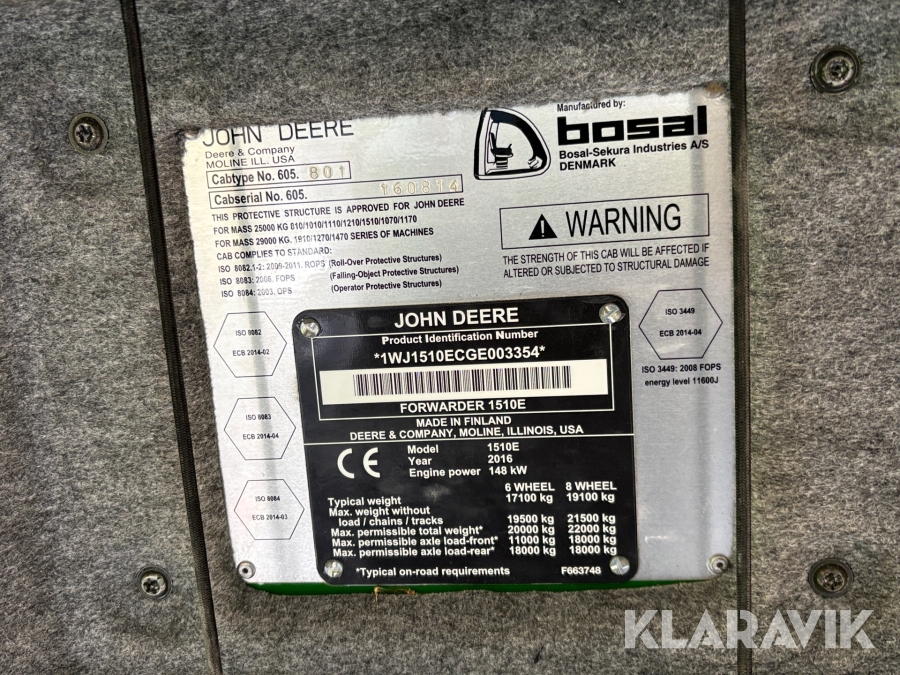 JOHN DEERE
Deere & Company
MOLINE ILL. USA
Cabtype No. 605. 801
Cabserial No. 605. 160814
THIS PROTECTIVE STRUCTURE IS APPROVED FOR JOHN DEERE
FOR MASS 25000 KG 810/1010/1110/1210/1510/1070/1170
FOR MASS 29000 KG. 1910/1270/1470 SERIES OF MACHINES
CAB COMPLIES TO STANDARD:
ISO 8082.1-2: 2009-2011. ROPS (Roll-Over Protective Structures)
ISO 8083: 2006. FOPS (Falling-Object Protective Structures)
ISO 8084: 2003. OPS (Operator Protective Structures)
Manufactured by:
bosal
Bosal-Sekura Industries A/S
DENMARK
WARNING
THE STRENGTH OF THIS CAB WILL BE AFFECTED IF
ALTERED OR SUBJECTED TO STRUCTURAL DAMAGE
ISO 8082
ECB 2014-02
ISO 8083
ECB 2014-04
ISO 8084
ECB 2014-03
ISO 3449
ECB 2014-04
ISO 3449: 2008 FOPS
energy level 11600J
JOHN DEERE
Product Identification Number
*1WJ1510ECGE003354*
FORWARDER 1510E
MADE IN FINLAND
DEERE & COMPANY, MOLINE, ILLINOIS, USA
CE
Model 1510E
Year 2016
Engine power 148 kW
6 WHEEL 8 WHEEL
Typical weight 17100 kg 19100 kg
Max. weight without
load / chains / tracks 19500 kg 21500 kg
Max. permissible total weight* 20000 kg 22000 kg
Max. permissible axle load-front* 11000 kg 18000 kg
Max. permissible axle load-rear* 18000 kg 18000 kg
*Typical on-road requirements F663748
KLARAVIK